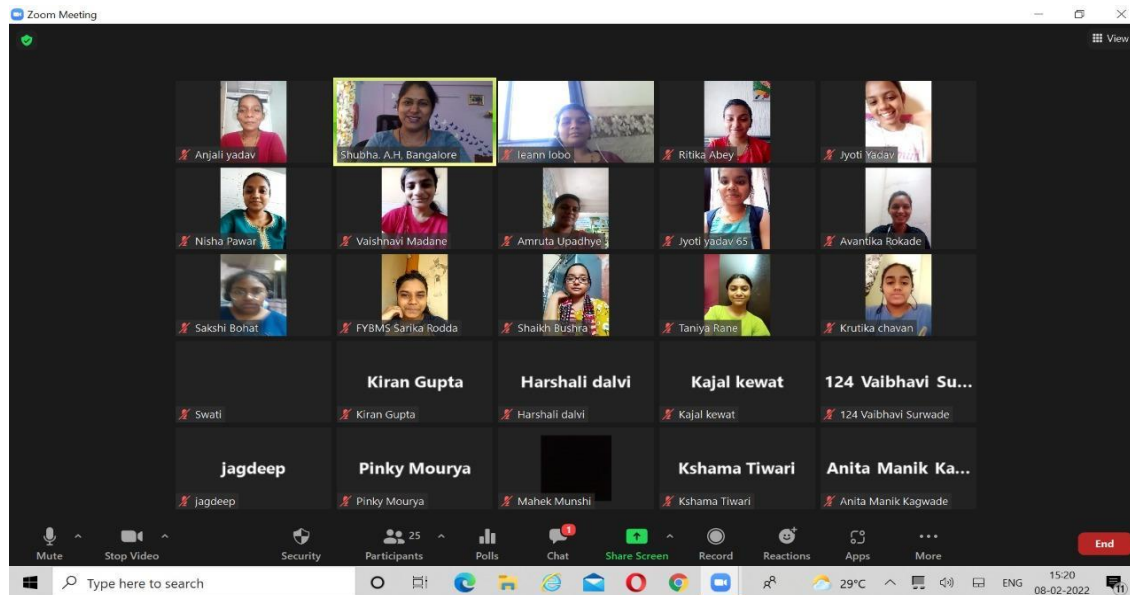 Zoom Meeting
View
Anjali yadav
Shubha. A.H, Bangalore
leann lobo
Ritika Abey
Jyoti Yadav
Nisha Pawar
Vaishnavi Madane
Amruta Upadhye
Jyoti yadav 65
Avantika Rokade
Sakshi Bohat
FYBMS Sarika Rodda
Shaikh Bushra
Taniya Rane
Krutika chavan
Kiran Gupta
Harshali dalvi
Kajal kewat
124 Vaibhavi Su...
Swati
Kiran Gupta
Harshali dalvi
Kajal kewat
124 Vaibhavi Surwade
jagdeep
Pinky Mourya
Kshama Tiwari
Anita Manik Ka...
jagdeep
Pinky Mourya
Mahek Munshi
Kshama Tiwari
Anita Manik Kagwade
25
1
Mute
Stop Video
Security
Participants
Polls
Chat
Share Screen
Record
Reactions
Apps
More
End
Type here to search
29°C
ENG
15:20
08-02-2022
11